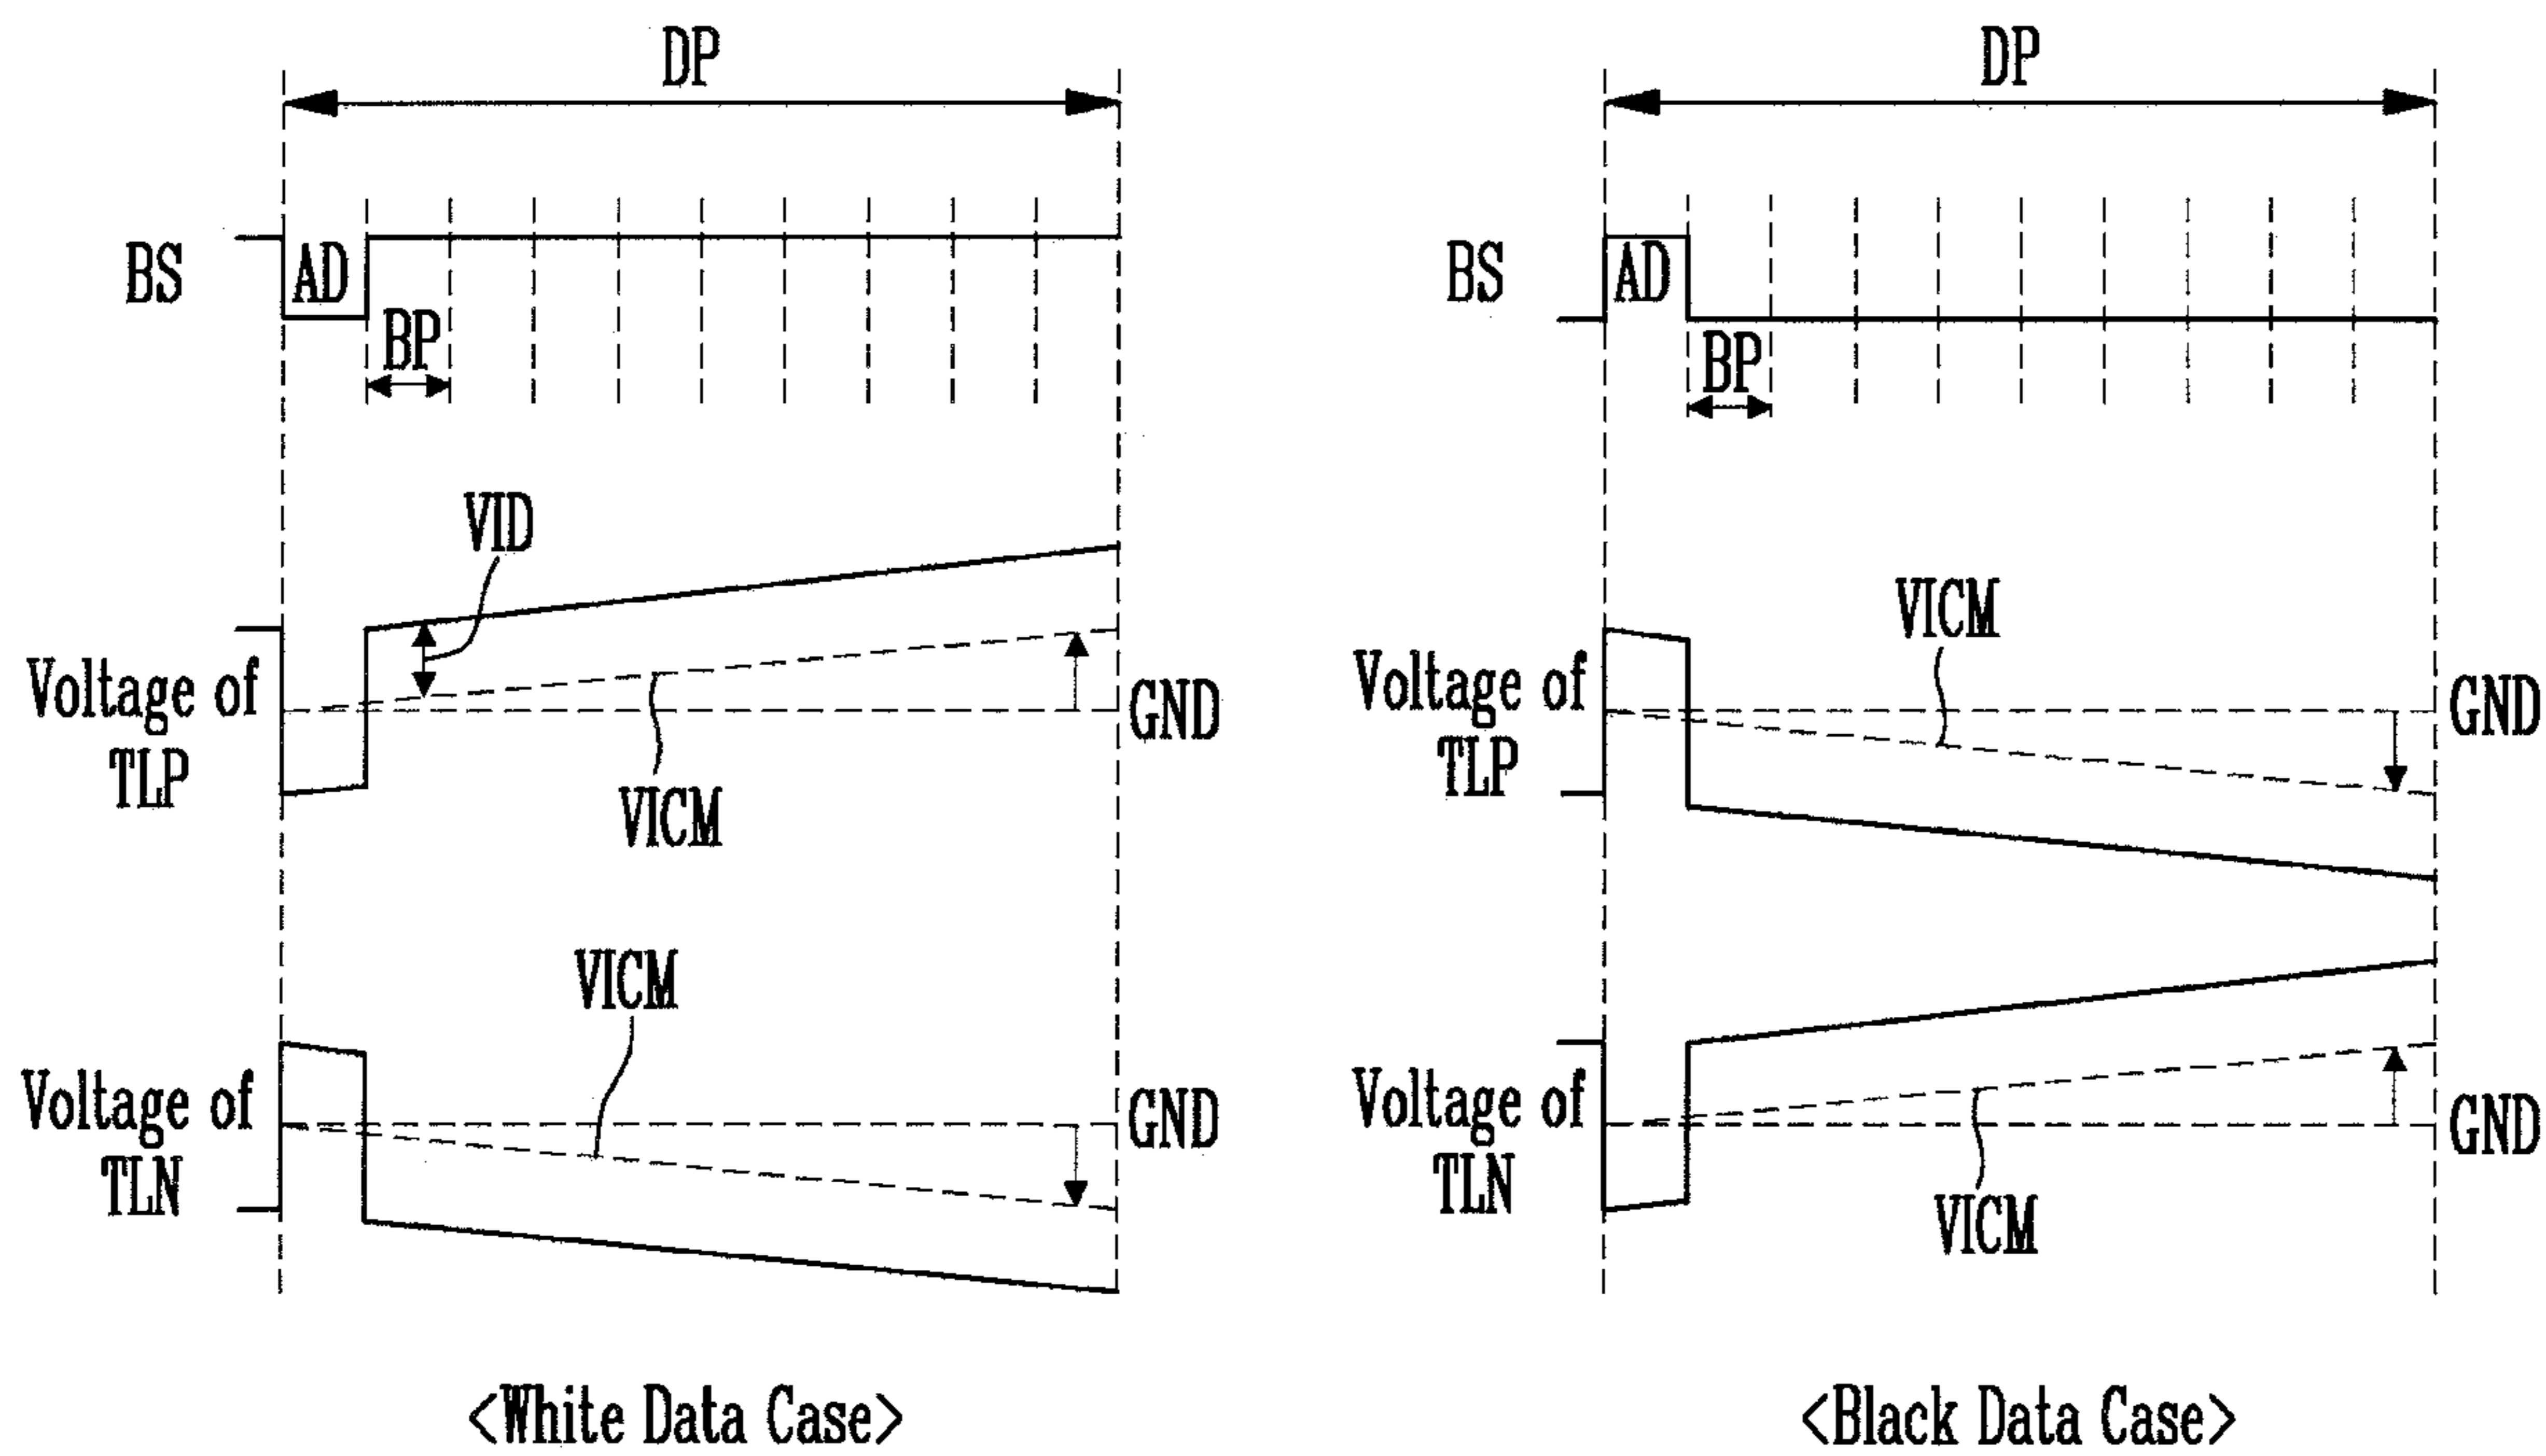 DP
BS
AD
BP
VID
Voltage of
TLP
GND
VICM
VICM
Voltage of
TLN
GND
<White Data Case>
DP
BS
AD
BP
VICM
Voltage of
TLP
GND
Voltage of
TLN
GND
VICM
<Black Data Case>